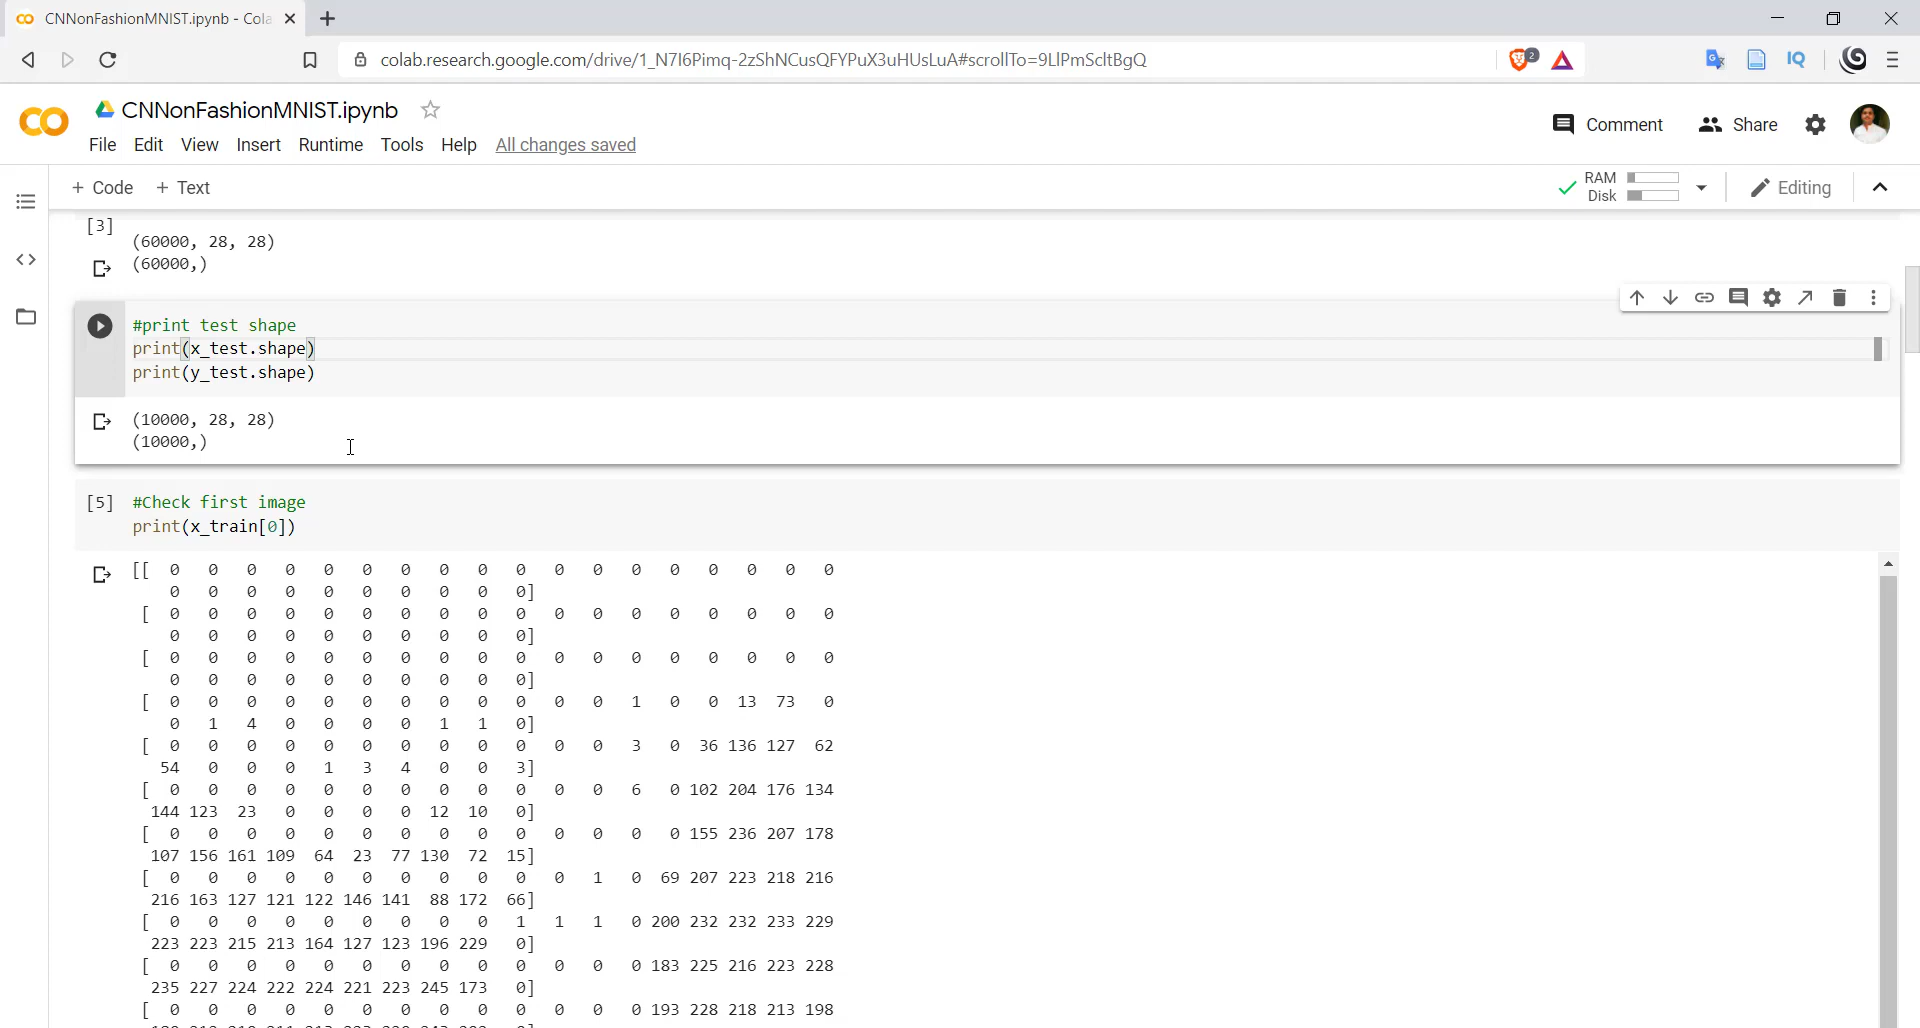 CNNonFashionMNIST.ipynb - Cola
colab.research.google.com/drive/1_N7I6Pimq-2zShNCusQFYPuX3uHUsLuA#scrollTo=9LlPmScltBgQ
2
IQ
CNNonFashionMNIST.ipynb
Comment
Share
File Edit View Insert Runtime Tools Help All changes saved
+ Code + Text
RAM
Disk
Editing
[3]
(60000, 28, 28)
(60000,)
#print test shape
print(x_test.shape)
print(y_test.shape)
(10000, 28, 28)
(10000,)
[5] #Check first image
print(x_train[0])
[[ 0 0 0 0 0 0 0 0 0 0 0 0 0 0 0 0 0 0
0 0 0 0 0 0 0 0 0 0]
[ 0 0 0 0 0 0 0 0 0 0 0 0 0 0 0 0 0 0
0 0 0 0 0 0 0 0 0 0]
[ 0 0 0 0 0 0 0 0 0 0 0 0 0 0 0 0 0 0
0 0 0 0 0 0 0 0 0 0]
[ 0 0 0 0 0 0 0 0 0 0 0 0 1 0 0 13 73 0
0 1 4 0 0 0 0 1 1 0]
[ 0 0 0 0 0 0 0 0 0 0 0 0 3 0 36 136 127 62
54 0 0 0 1 3 4 0 0 3]
[ 0 0 0 0 0 0 0 0 0 0 0 0 6 0 102 204 176 134
144 123 23 0 0 0 0 12 10 0]
[ 0 0 0 0 0 0 0 0 0 0 0 0 0 0 155 236 207 178
107 156 161 109 64 23 77 130 72 15]
[ 0 0 0 0 0 0 0 0 0 0 0 1 0 69 207 223 218 216
216 163 127 121 122 146 141 88 172 66]
[ 0 0 0 0 0 0 0 0 0 1 1 1 0 200 232 232 233 229
223 223 215 213 164 127 123 196 229 0]
[ 0 0 0 0 0 0 0 0 0 0 0 0 0 183 225 216 223 228
235 227 224 222 224 221 223 245 173 0]
[ 0 0 0 0 0 0 0 0 0 0 0 0 0 193 228 218 213 198